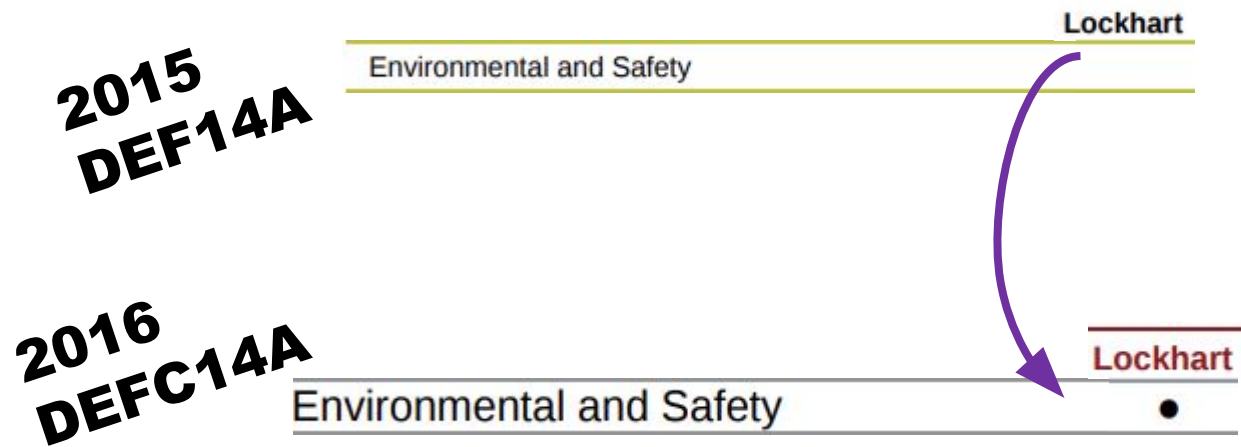 Lockhart
2015
DEF14A
Environmental and Safety
2016
DEFC14A
Lockhart
Environmental and Safety ●